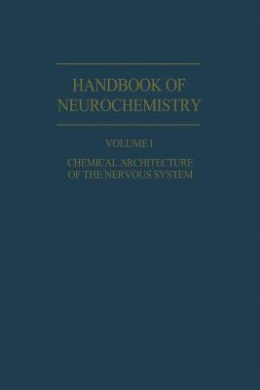 HANDBOOK OF
NEUROCHEMISTRY
VOLUME I
CHEMICAL ARCHITECTURE
OF THE NERVOUS SYSTEM